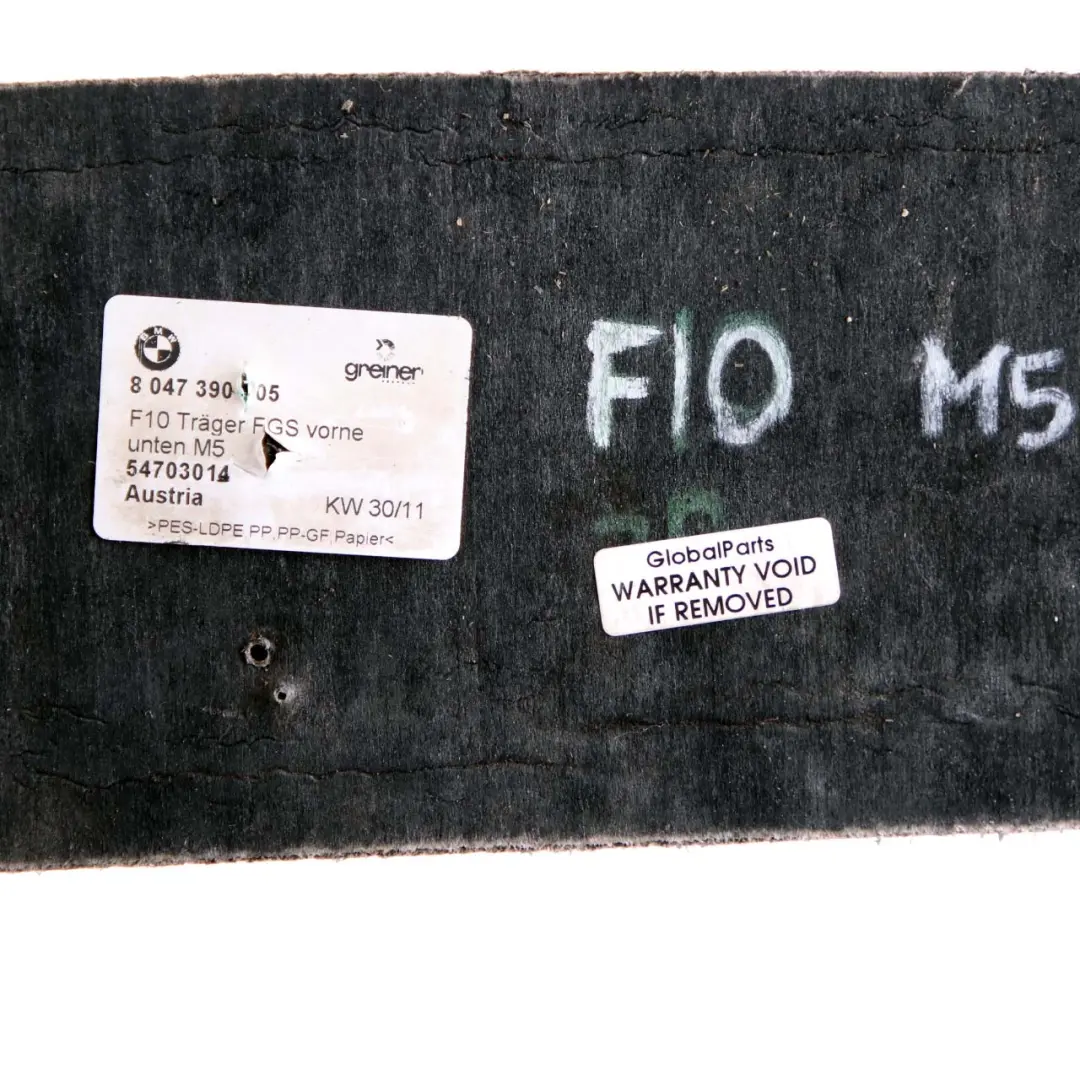 BMW
greiner
8 047 390 05
F10 Träger FGS vorne
unten M5
54703014
Austria
KW 30/11
>PES-LDPE,PP,PP-GF,Papier<
F10 M5
GlobalParts
WARRANTY VOID
IF REMOVED